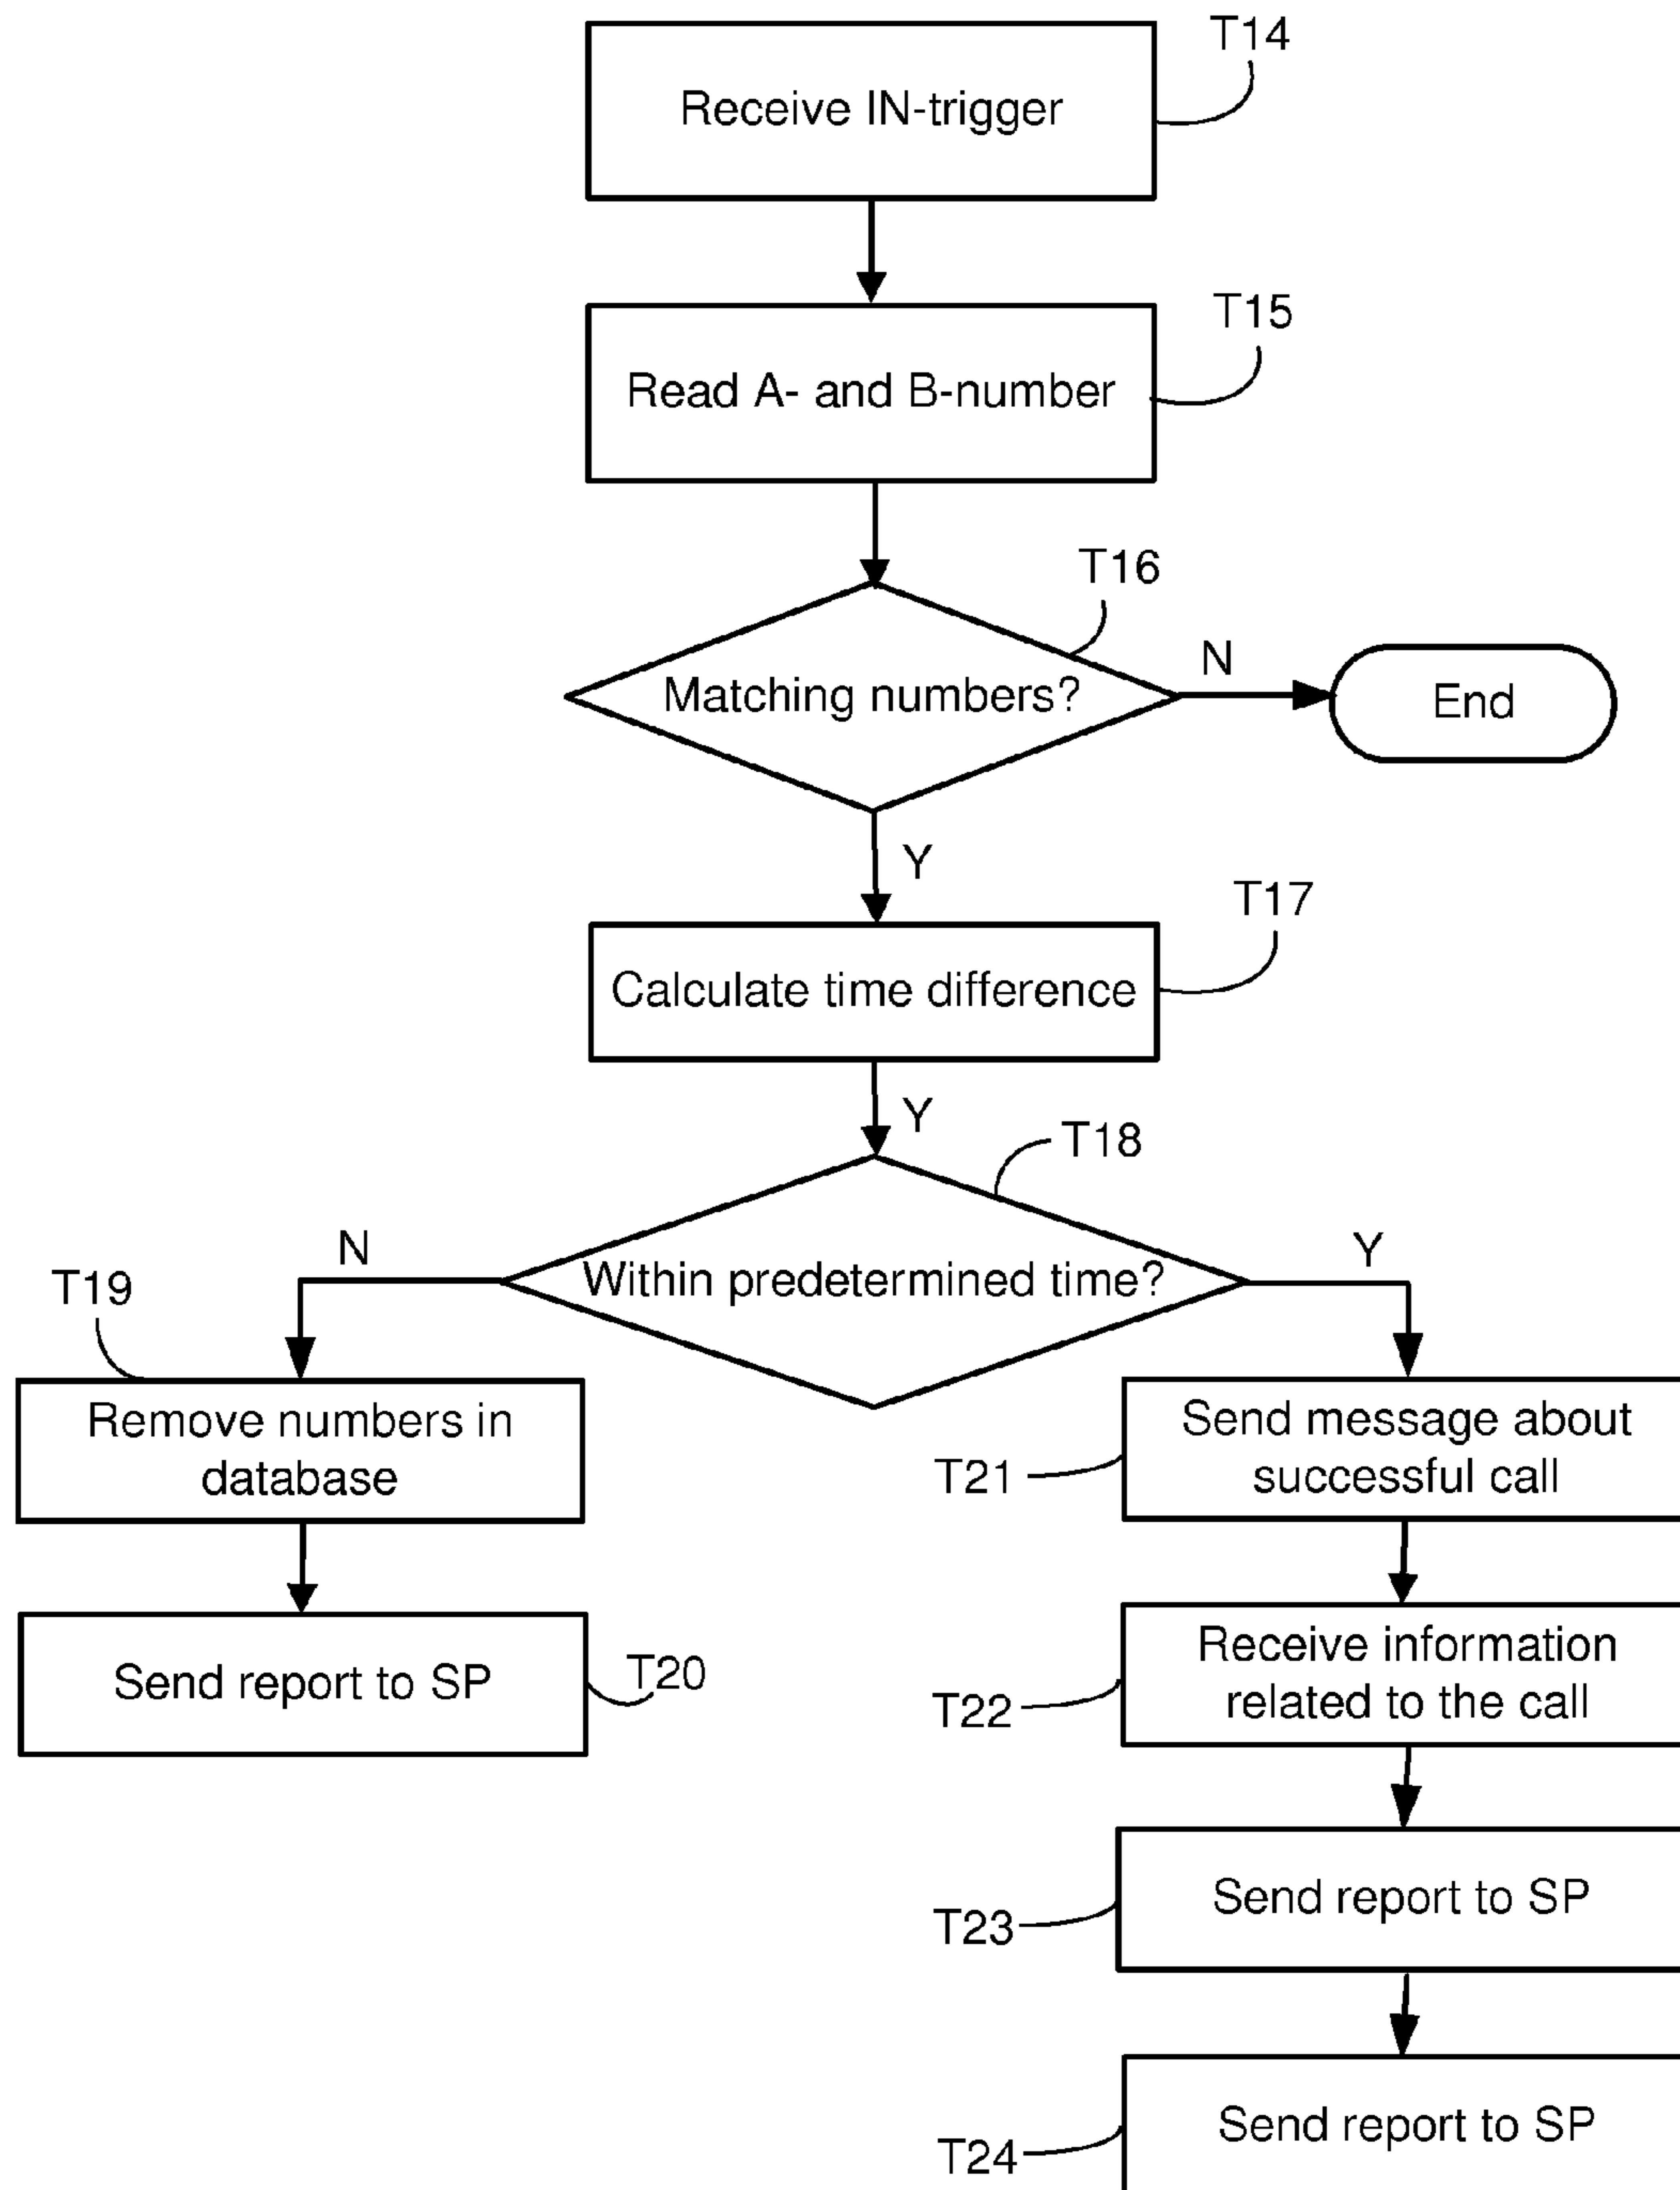 T14
Receive IN-trigger
T15
Read A- and B-number
T16
N
Matching numbers?
End
Y
T17
Calculate time difference
Y
T18
N
Y
Within predetermined time?
T19
Remove numbers in
database
Send message about
successful call
T21
Send report to SP
T20
Receive information
related to the call
T22
Send report to SP
T23
Send report to SP
T24